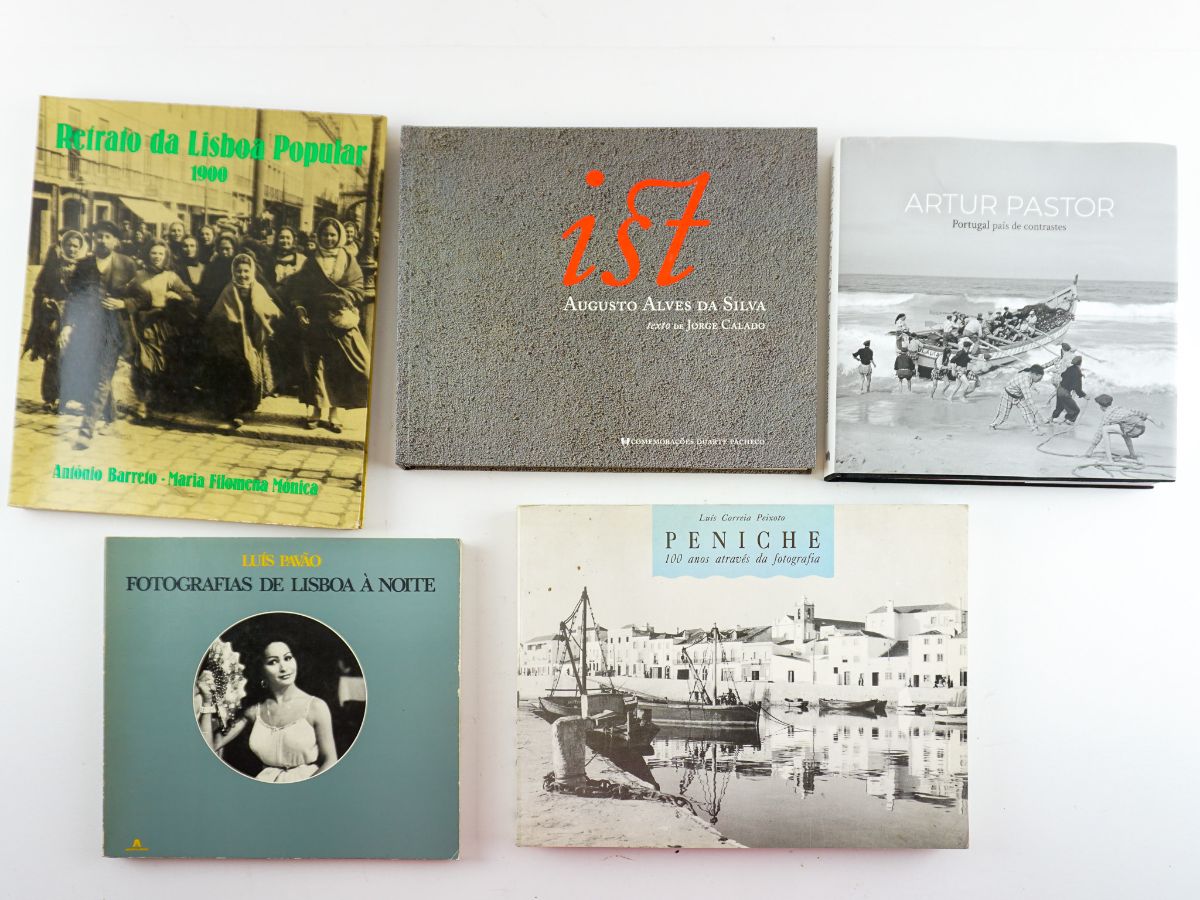 Retrato da Lisboa Popular
1900
António Barreto - Maria Filomena Mónica
ist
AUGUSTO ALVES DA SILVA
texto DE JORGE CALADO
COMEMORAÇÕES DUARTE PACHECO
ARTUR PASTOR
Portugal país de contrastes
LUÍS PAVÃO
FOTOGRAFIAS DE LISBOA À NOITE
Luís Correia Peixoto
PENICHE
100 anos através da fotografia